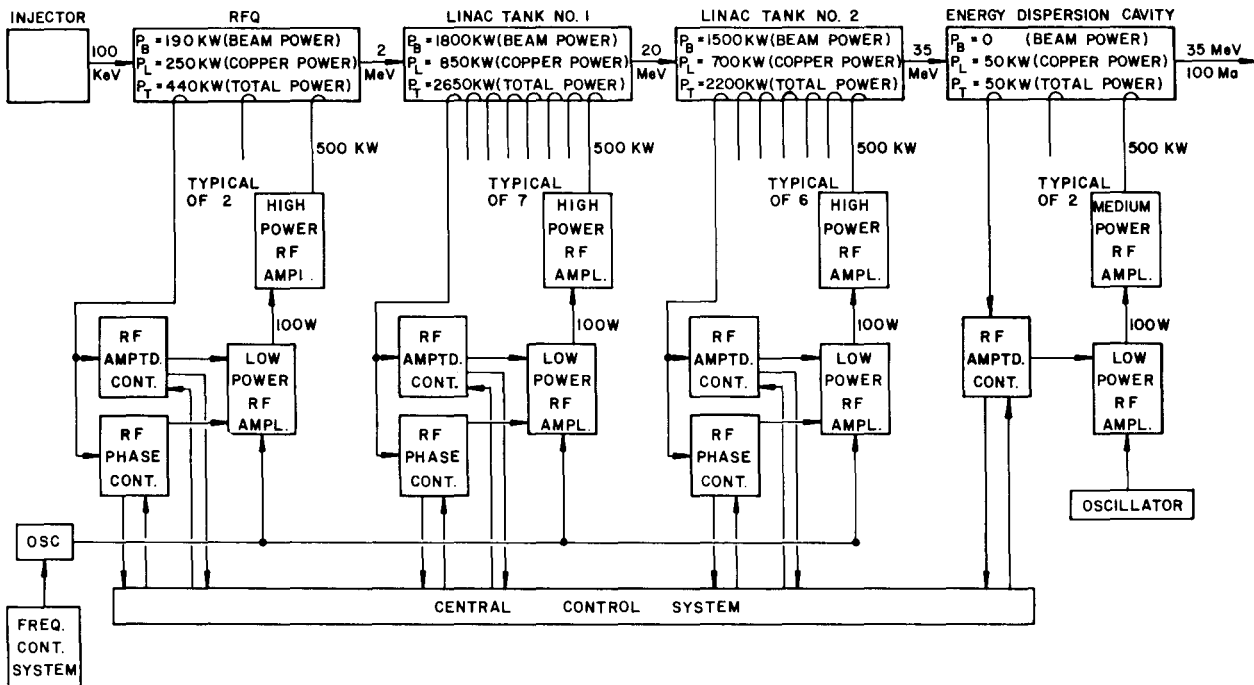 INJECTOR
RFQ
LINAC TANK NO. 1
LINAC TANK NO. 2
ENERGY DISPERSION CAVITY
100
KeV
P_B = 190 KW (BEAM POWER)
P_L = 250 KW (COPPER POWER)
P_T = 440 KW (TOTAL POWER)
2
MeV
P_B = 1800 KW (BEAM POWER)
P_L = 850 KW (COPPER POWER)
P_T = 2650 KW (TOTAL POWER)
20
MeV
P_B = 1500 KW (BEAM POWER)
P_L = 700 KW (COPPER POWER)
P_T = 2200 KW (TOTAL POWER)
35
MeV
P_B = 0 (BEAM POWER)
P_L = 50 KW (COPPER POWER)
P_T = 50 KW (TOTAL POWER)
35 MeV
100 Ma
500 KW
500 KW
500 KW
500 KW
TYPICAL
OF 2
TYPICAL
OF 7
TYPICAL
OF 6
TYPICAL
OF 2
HIGH
POWER
RF
AMPL.
HIGH
POWER
RF
AMPL.
HIGH
POWER
RF
AMPL.
MEDIUM
POWER
RF
AMPL.
100W
100W
100W
100W
RF
AMPTD.
CONT.
LOW
POWER
RF
AMPL.
RF
AMPTD.
CONT.
LOW
POWER
RF
AMPL.
RF
AMPTD.
CONT.
LOW
POWER
RF
AMPL.
RF
AMPTD.
CONT.
LOW
POWER
RF
AMPL.
RF
PHASE
CONT.
RF
PHASE
CONT.
RF
PHASE
CONT.
OSCILLATOR
OSC
CENTRAL CONTROL SYSTEM
FREQ.
CONT.
SYSTEM